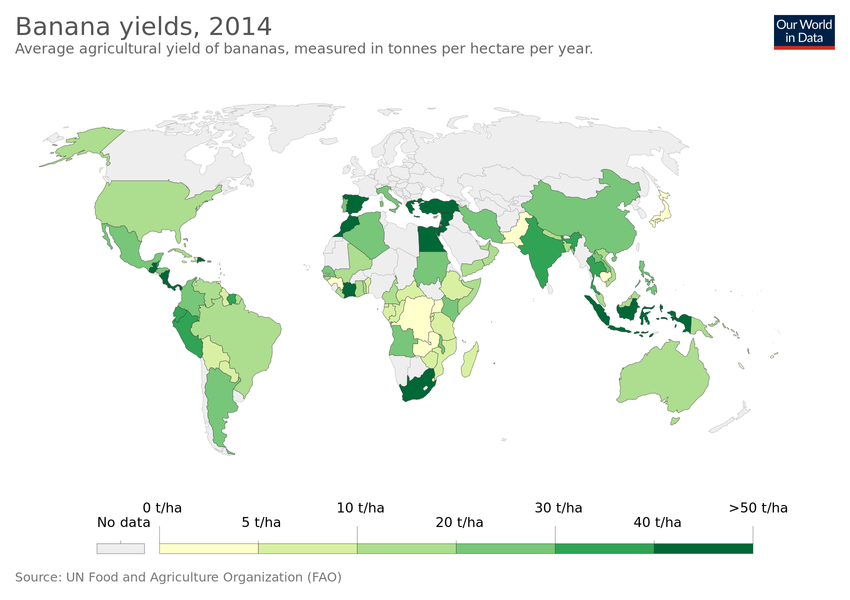 Banana yields, 2014
Average agricultural yield of bananas, measured in tonnes per hectare per year.
Our World
in Data
No data
0 t/ha
5 t/ha
10 t/ha
20 t/ha
30 t/ha
40 t/ha
>50 t/ha
Source: UN Food and Agriculture Organization (FAO)